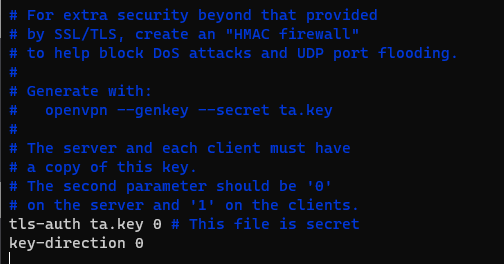 # For extra security beyond that provided
# by SSL/TLS, create an "HMAC firewall"
# to help block DoS attacks and UDP port flooding.
#
# Generate with:
#   openvpn --genkey --secret ta.key
#
# The server and each client must have
# a copy of this key.
# The second parameter should be '0'
# on the server and '1' on the clients.
tls-auth ta.key 0 # This file is secret
key-direction 0